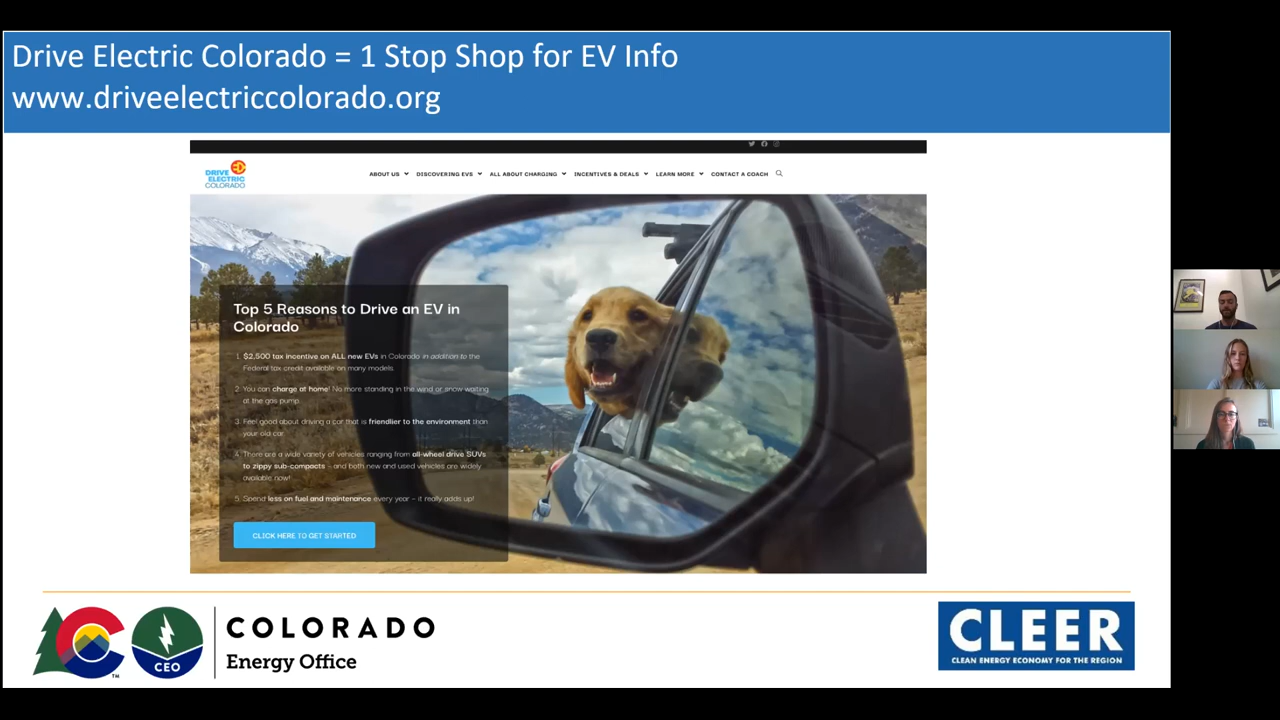 Drive Electric Colorado = 1 Stop Shop for EV Info
www.driveelectriccolorado.org
DRIVE
ELECTRIC
COLORADO
ABOUT US
DISCOVERING EVS
ALL ABOUT CHARGING
INCENTIVES & DEALS
LEARN MORE
CONTACT A COACH
Top 5 Reasons to Drive an EV in
Colorado
1. $2,500 tax incentive on ALL new EVs in Colorado in addition to the
Federal tax credit available on many models.
2. You can charge at home! No more standing in the wind or snow waiting
at the gas pump.
3. Feel good about driving a car that is friendlier to the environment than
your old car.
4. There are a wide variety of vehicles ranging from all-wheel drive SUVs
to zippy sub-compacts – and both new and used vehicles are widely
available now!
5. Spend less on fuel and maintenance every year – it really adds up!
CLICK HERE TO GET STARTED
TM
CEO
COLORADO
Energy Office
CLEER
CLEAN ENERGY ECONOMY FOR THE REGION